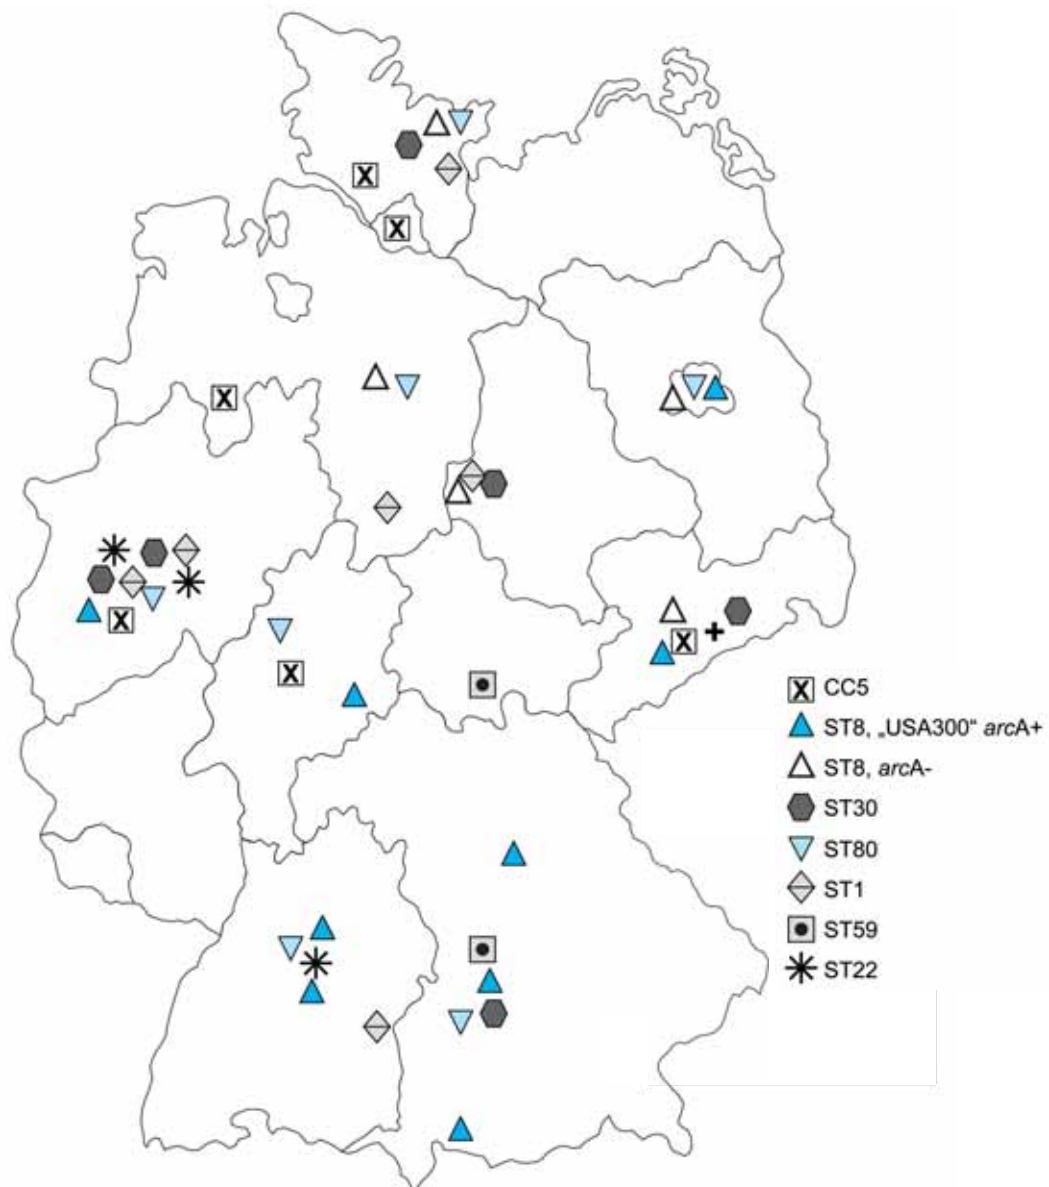 CC5
ST8, „USA300“ arcA+
ST8, arcA-
ST30
ST80
ST1
ST59
ST22